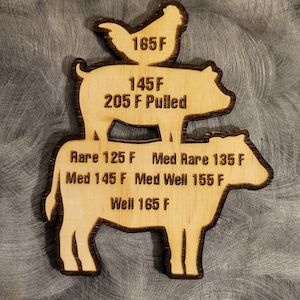 165 F
145 F
205 F Pulled
Rare 125 F Med Rare 135 F
Med 145 F Med Well 155 F
Well 165 F